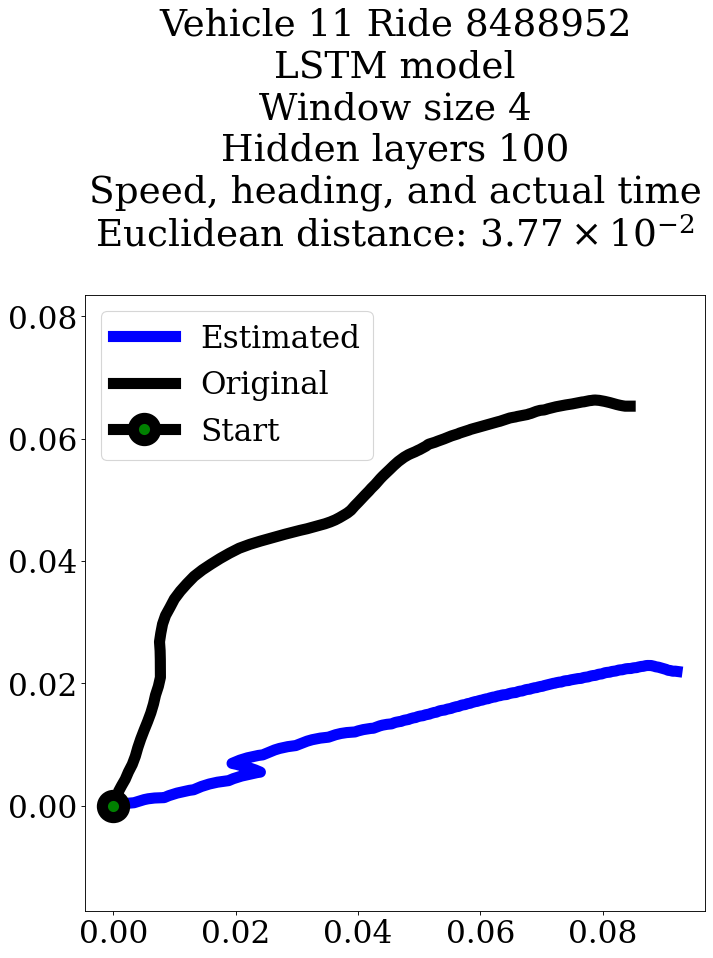 Vehicle 11 Ride 8488952
LSTM model
Window size 4
Hidden layers 100
Speed, heading, and actual time
Euclidean distance: 3.77 × 10⁻²
Estimated
Original
Start
0.08
0.06
0.04
0.02
0.00
0.00 0.02 0.04 0.06 0.08